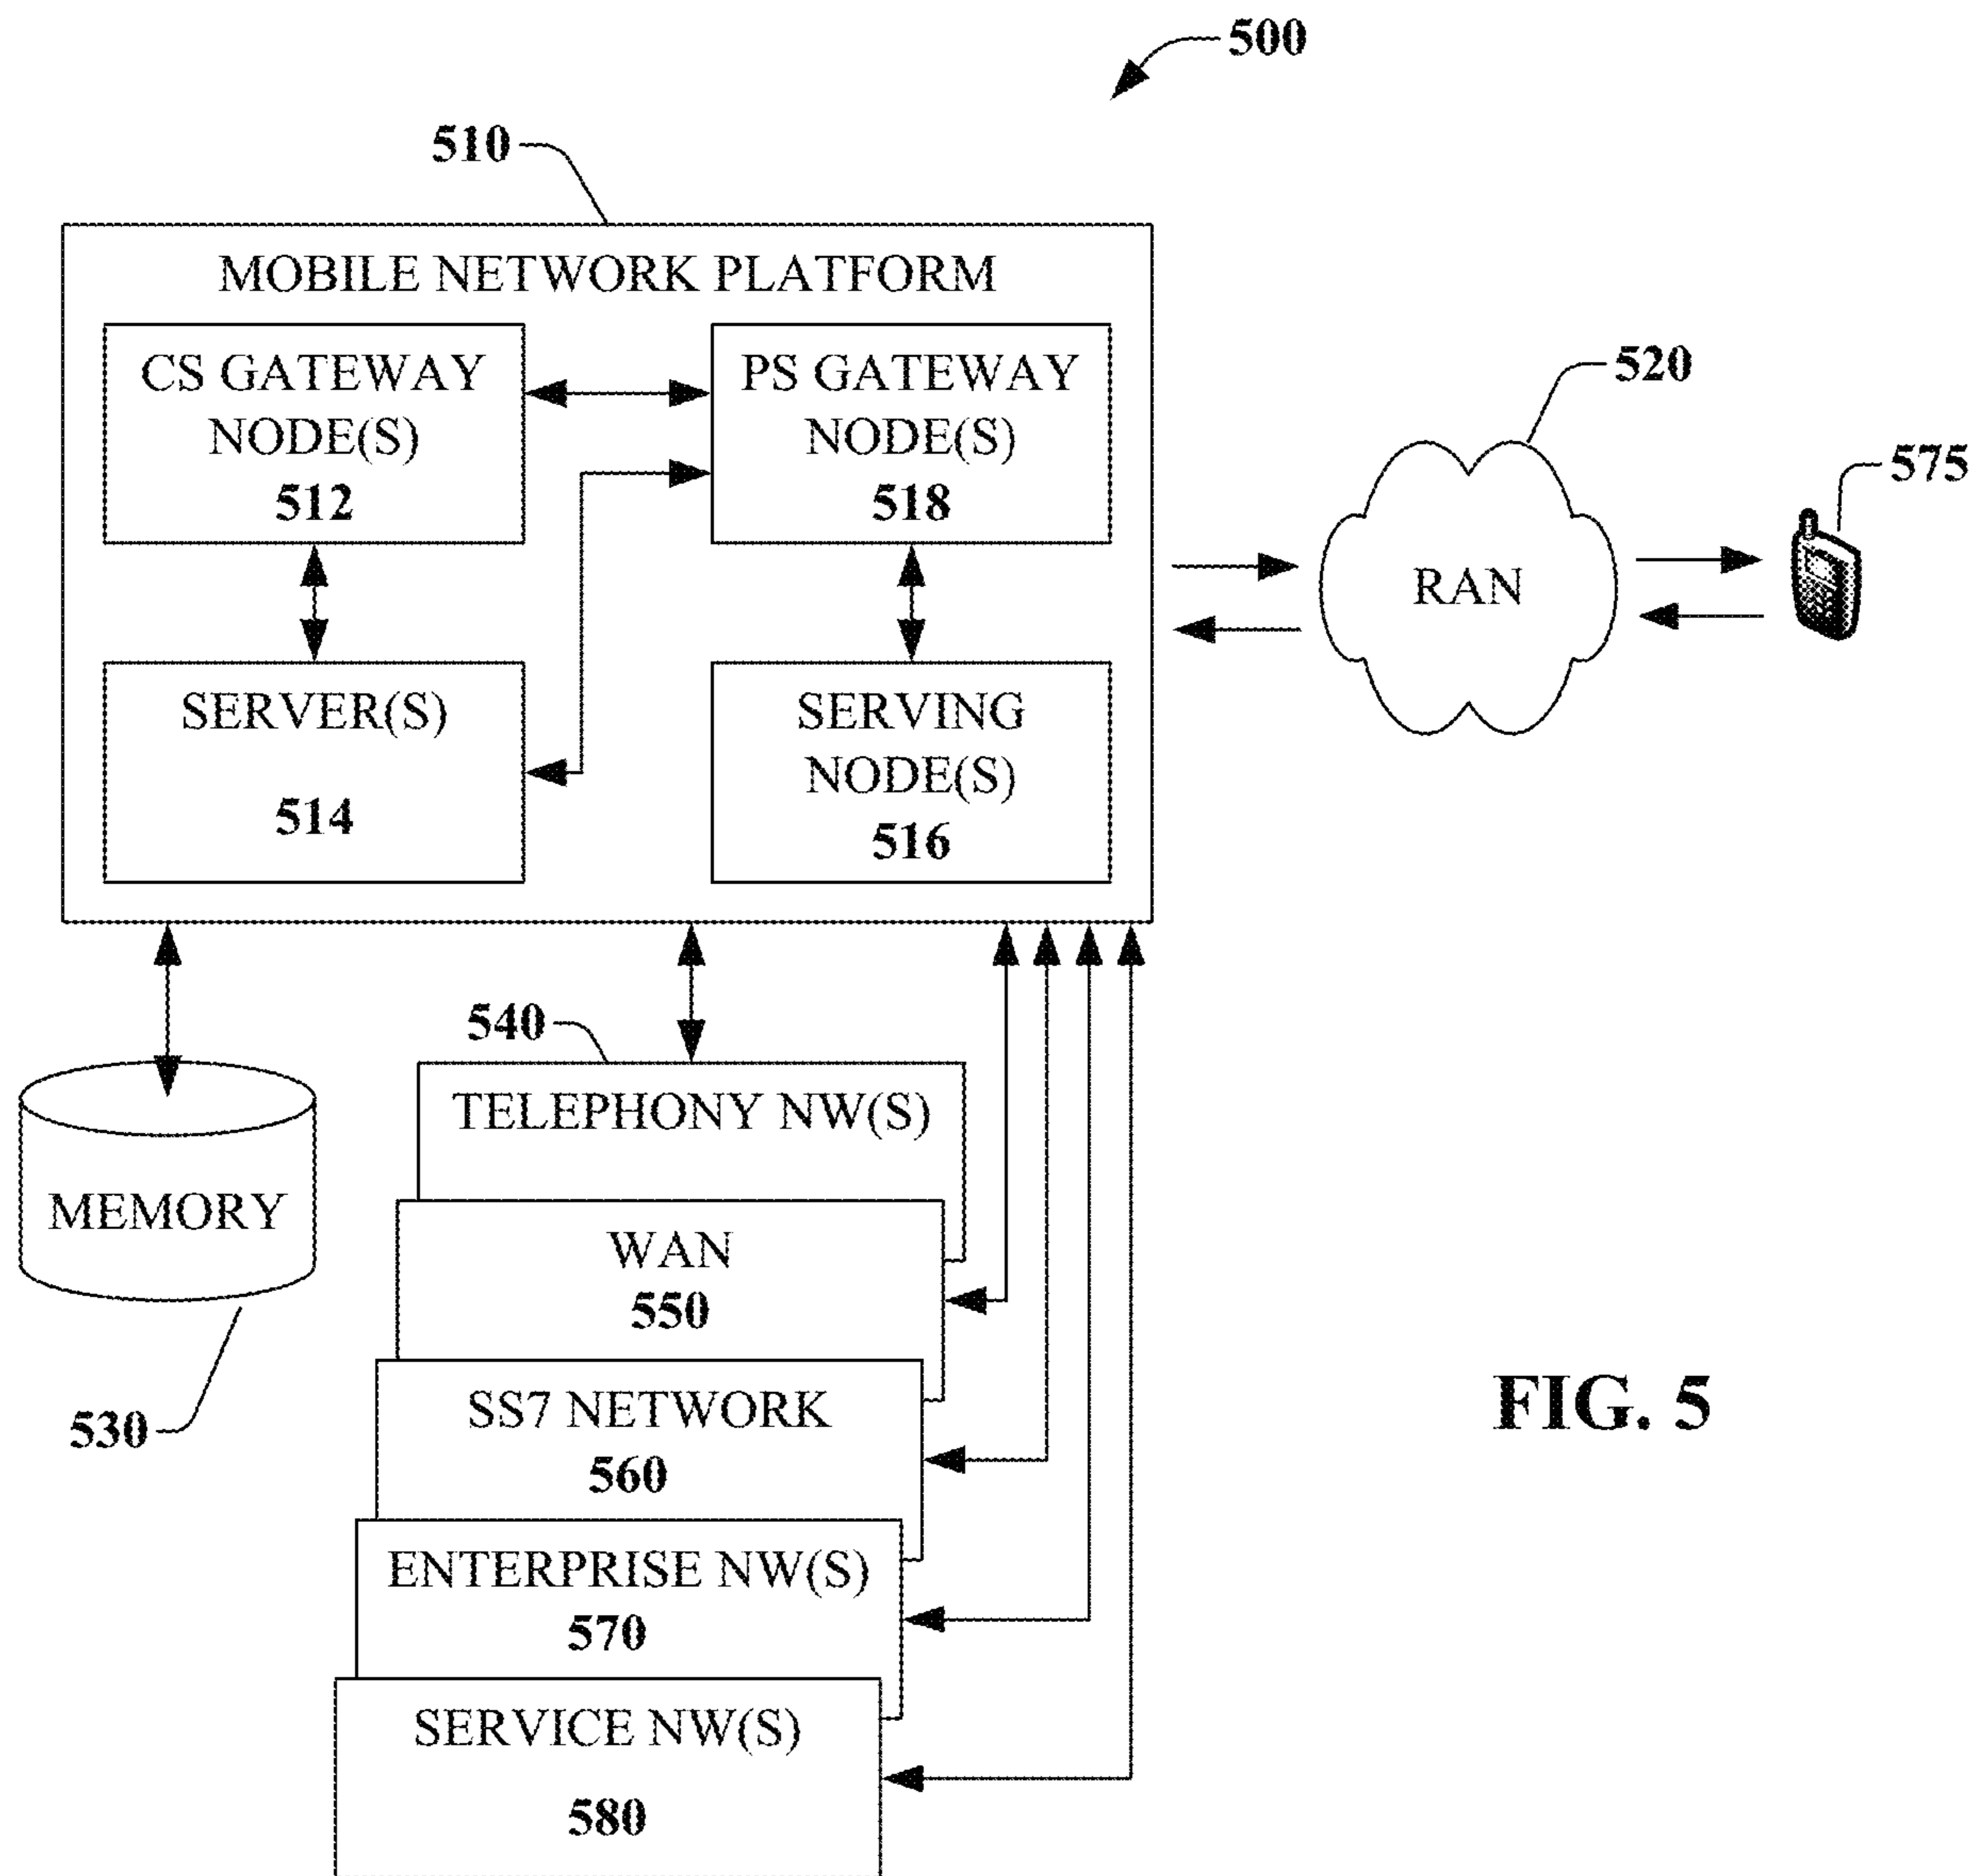 500
510
MOBILE NETWORK PLATFORM
CS GATEWAY
NODE(S)
512
PS GATEWAY
NODE(S)
518
SERVER(S)
514
SERVING
NODE(S)
516
520
RAN
575
540
TELEPHONY NW(S)
MEMORY
530
WAN
550
SS7 NETWORK
560
ENTERPRISE NW(S)
570
SERVICE NW(S)
580
FIG. 5